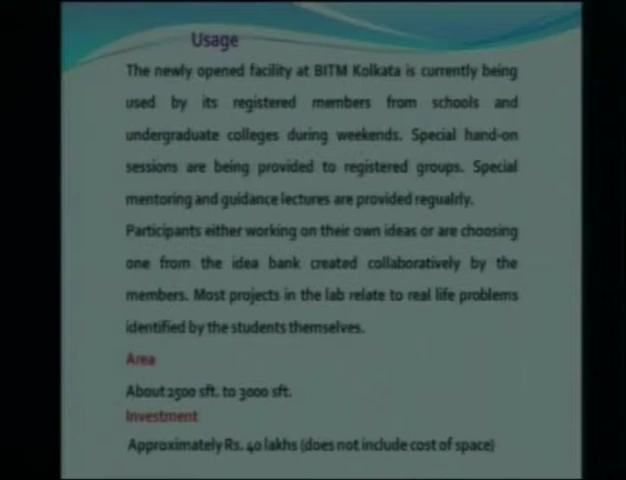 Usage
The newly opened facility at BITM Kolkata is currently being
used by its registered members from schools and
undergraduate colleges during weekends. Special hand-on
sessions are being provided to registered groups. Special
mentoring and guidance lectures are provided regualrly.
Participants either working on their own ideas or are choosing
one from the idea bank created collaboratively by the
members. Most projects in the lab relate to real life problems
identified by the students themselves.
Area
About 2500 sft. to 3000 sft.
Investment
Approximately Rs. 40 lakhs (does not include cost of space)